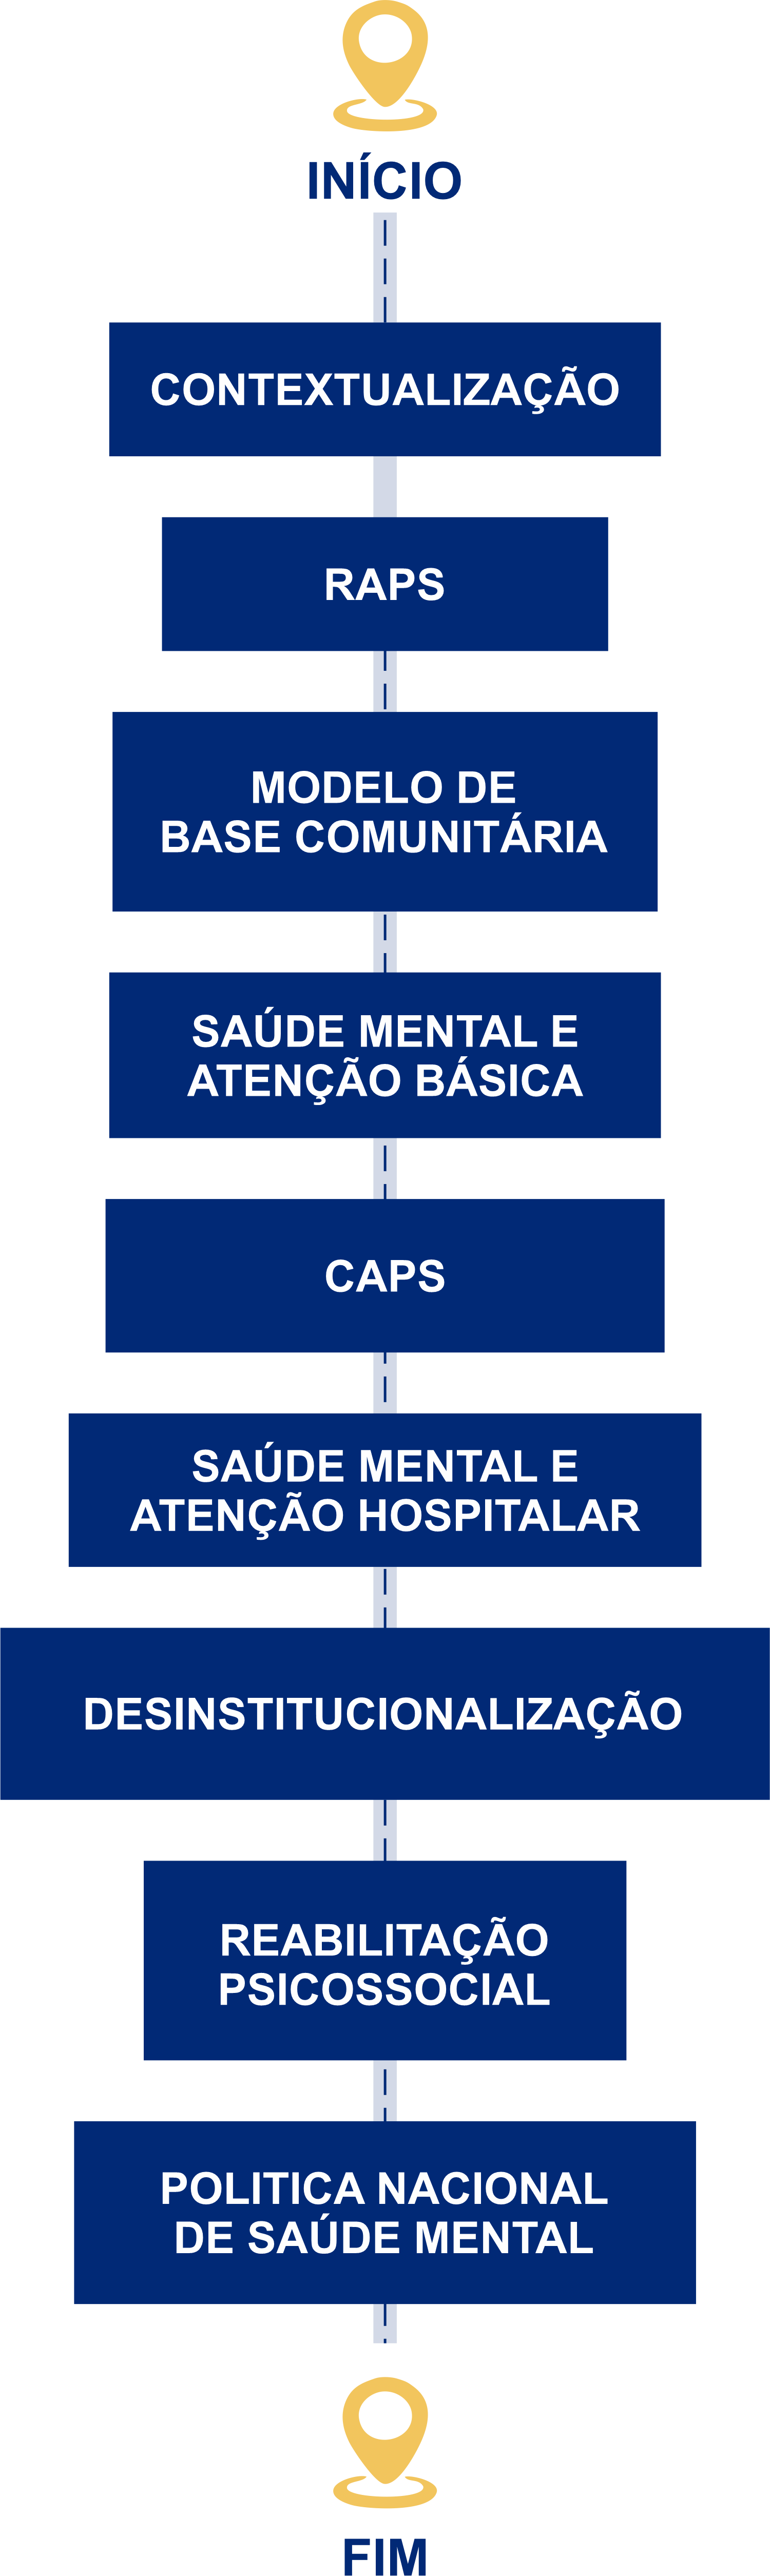 INÍCIO
CONTEXTUALIZAÇÃO
RAPS
MODELO DE
BASE COMUNITÁRIA
SAÚDE MENTAL E
ATENÇÃO BÁSICA
CAPS
SAÚDE MENTAL E
ATENÇÃO HOSPITALAR
DESINSTITUCIONALIZAÇÃO
REABILITAÇÃO
PSICOSSOCIAL
POLITICA NACIONAL
DE SAÚDE MENTAL
FIM